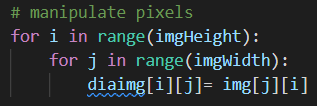 # manipulate pixels
for i in range(imgHeight):
    for j in range(imgWidth):
        diaimg[i][j]= img[j][i]